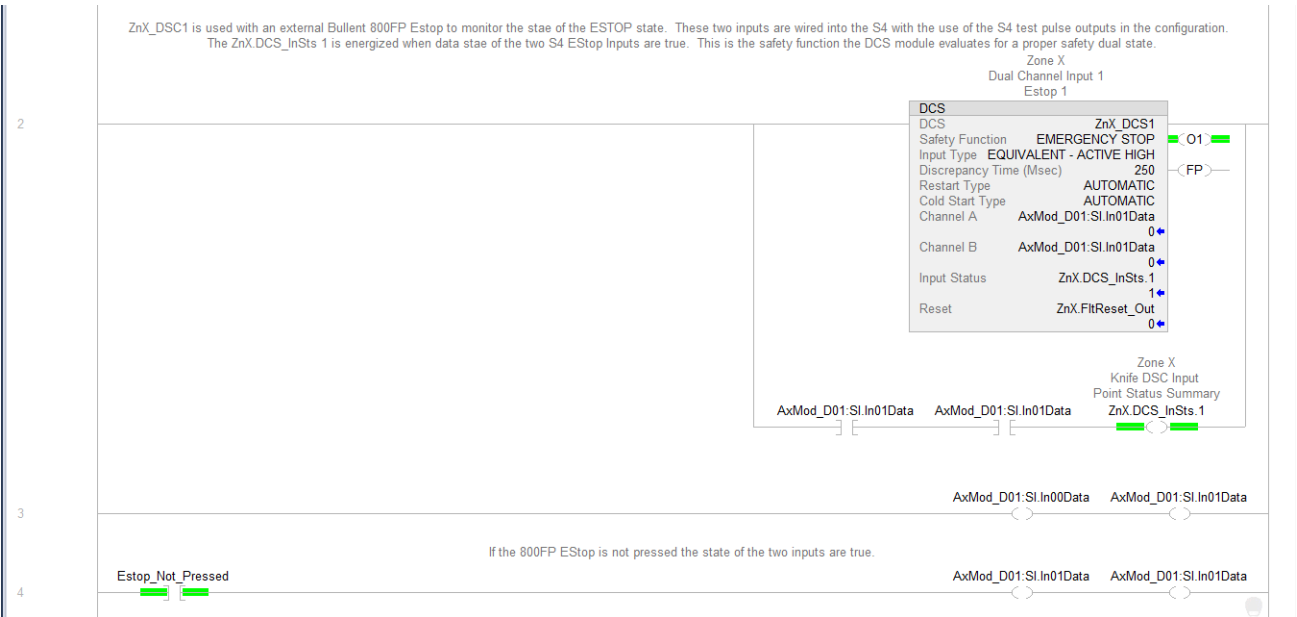 ZnX_DSC1 is used with an external Bullent 800FP Estop to monitor the stae of the ESTOP state.  These two inputs are wired into the S4 with the use of the S4 test pulse outputs in the configuration.
The ZnX.DCS_InSts 1 is energized when data stae of the two S4 EStop Inputs are true.  This is the safety function the DCS module evaluates for a proper safety dual state.
Zone X
Dual Channel Input 1
Estop 1
2
DCS
DCS ZnX_DCS1
Safety Function EMERGENCY STOP
O1
Input Type EQUIVALENT - ACTIVE HIGH
Discrepancy Time (Msec) 250
FP
Restart Type AUTOMATIC
Cold Start Type AUTOMATIC
Channel A AxMod_D01:SI.In01Data
0
Channel B AxMod_D01:SI.In01Data
0
Input Status ZnX.DCS_InSts.1
1
Reset ZnX.FltReset_Out
0
Zone X
Knife DSC Input
Point Status Summary
AxMod_D01:SI.In01Data AxMod_D01:SI.In01Data ZnX.DCS_InSts.1
AxMod_D01:SI.In00Data AxMod_D01:SI.In01Data
3
If the 800FP EStop is not pressed the state of the two inputs are true.
Estop_Not_Pressed AxMod_D01:SI.In01Data AxMod_D01:SI.In01Data
4